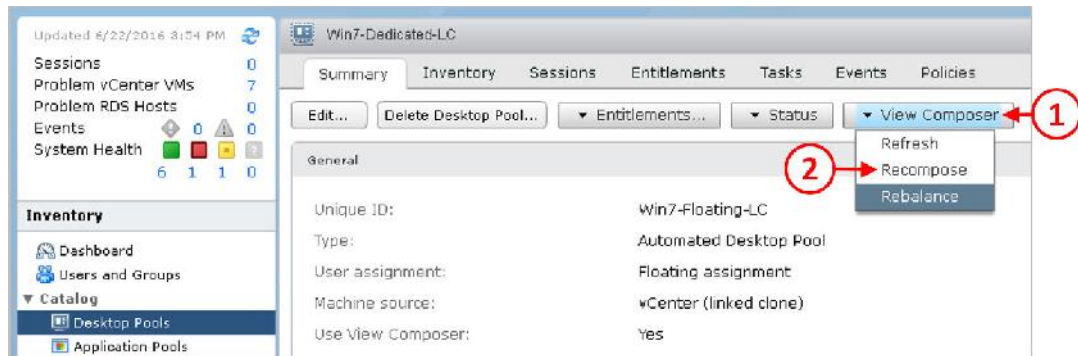 Updated 6/22/2016 3:54 PM
Sessions 0
Problem vCenter VMs 7
Problem RDS Hosts 0
Events 0 0
System Health
6 1 1 0
Inventory
Dashboard
Users and Groups
Catalog
Desktop Pools
Application Pools
Win7-Dedicated-LC
Summary Inventory Sessions Entitlements Tasks Events Policies
Edit... Delete Desktop Pool... Entitlements... Status View Composer 1
Refresh
2 Recompose
Rebalance
General
Unique ID: Win7-Floating-LC
Type: Automated Desktop Pool
User assignment: Floating assignment
Machine source: vCenter (linked clone)
Use View Composer: Yes